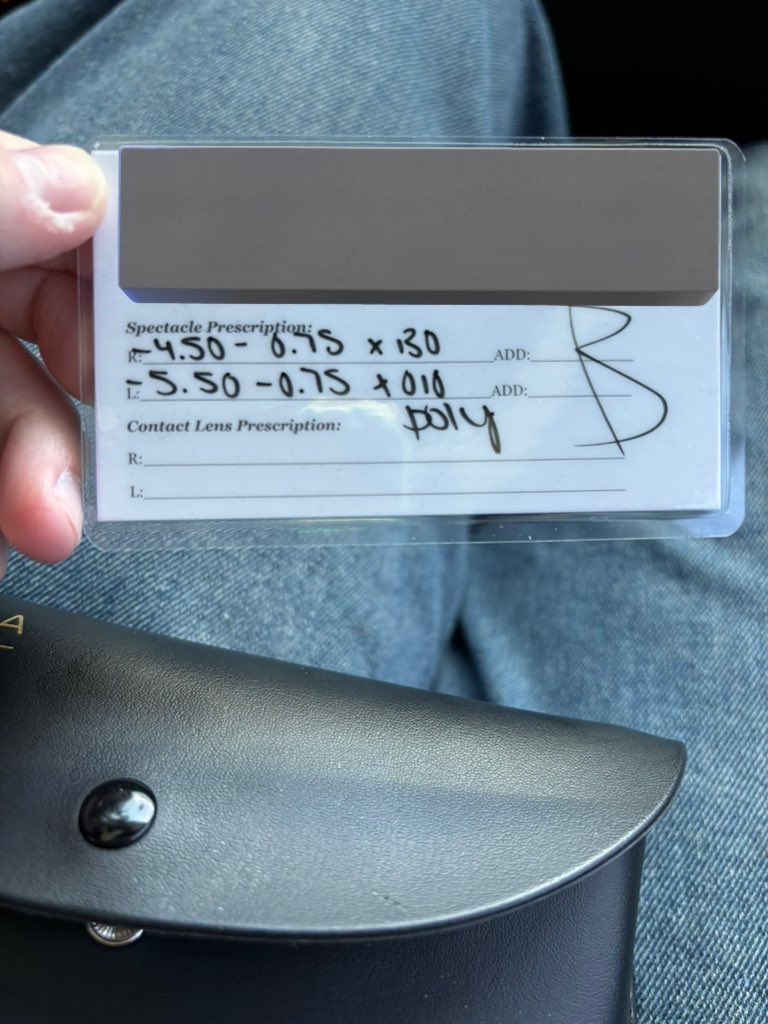 Spectacle Prescription:
R: -4.50 - 0.75 x 130 ADD:
L: -5.50 - 0.75 x 010 ADD:
poly
Contact Lens Prescription:
R:
L:
A